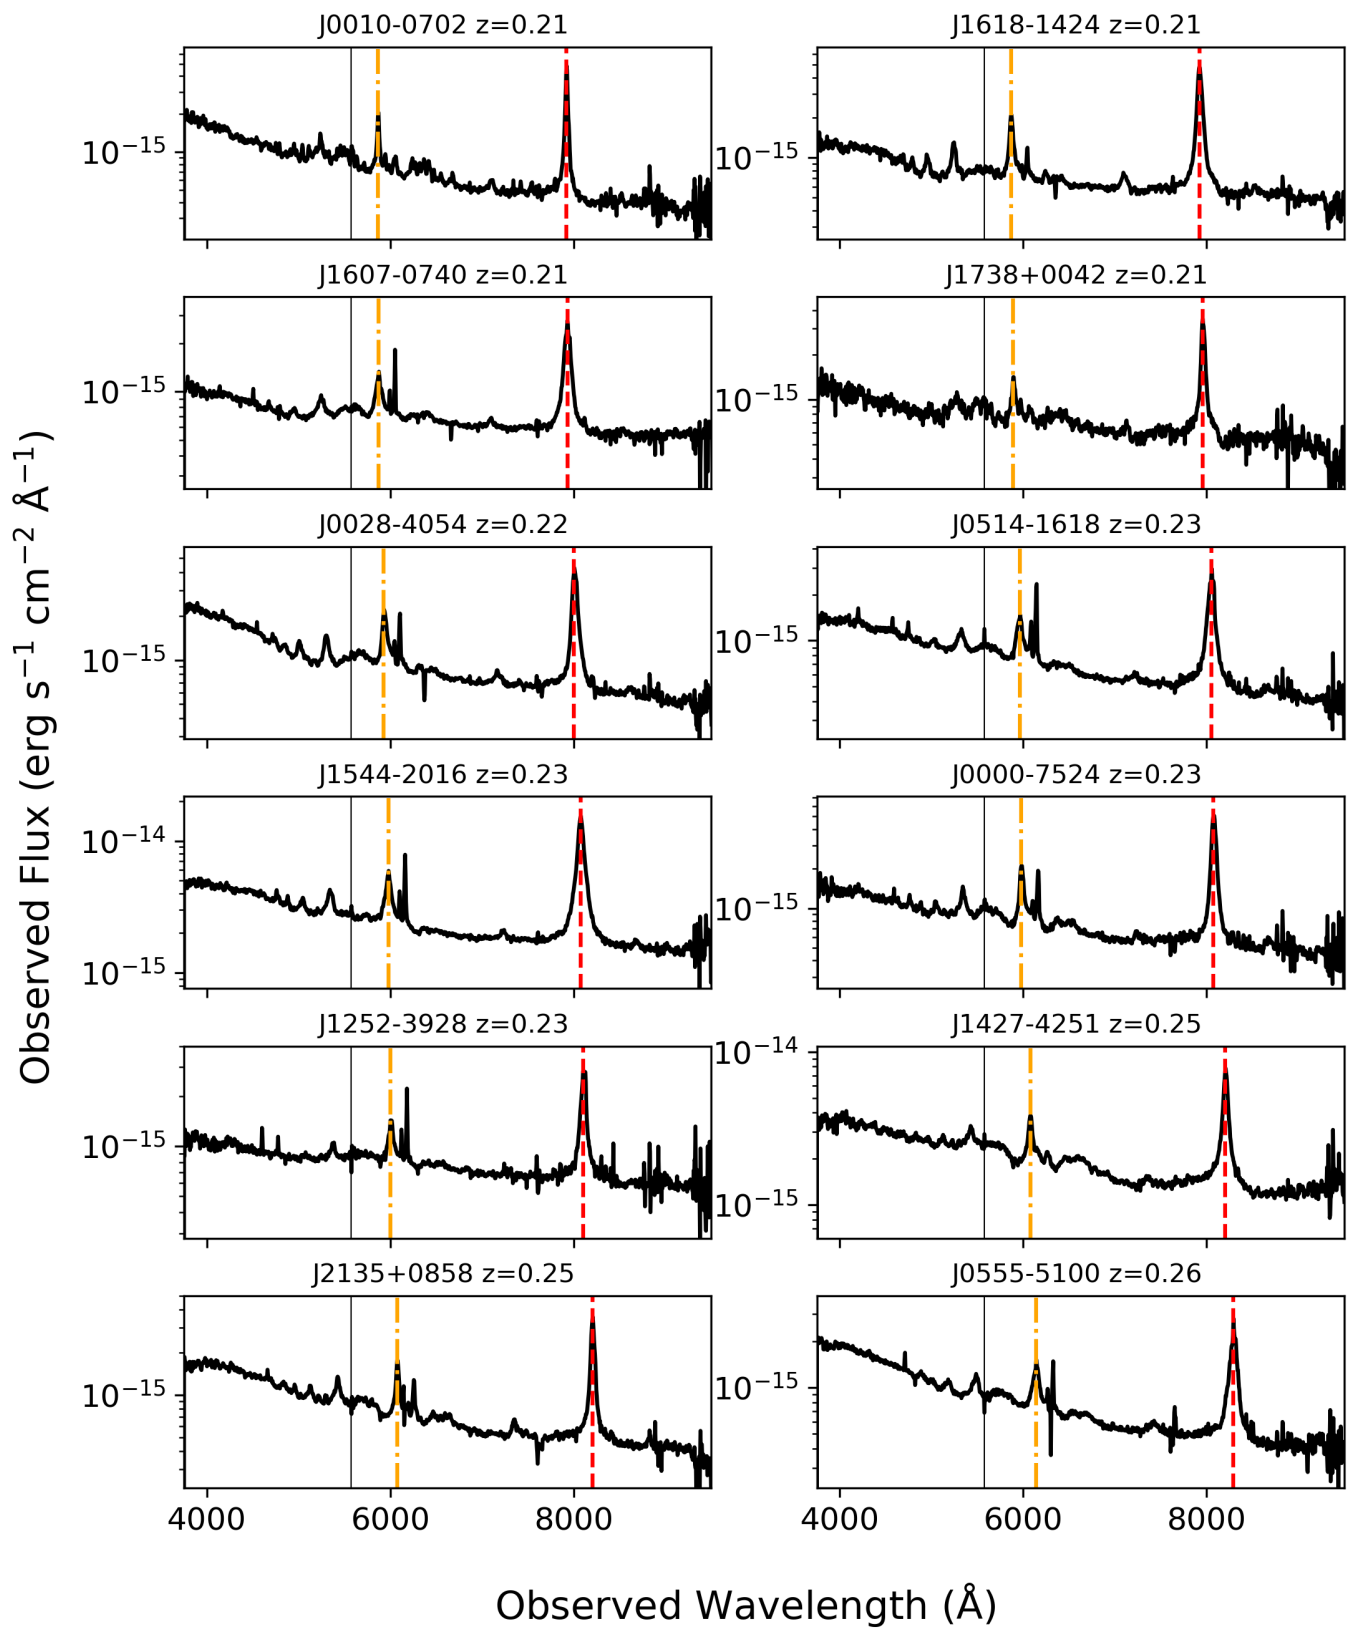 J0010-0702 z=0.21
J1618-1424 z=0.21
10⁻¹⁵
10⁻¹⁵
J1607-0740 z=0.21
J1738+0042 z=0.21
10⁻¹⁵
10⁻¹⁵
J0028-4054 z=0.22
J0514-1618 z=0.23
10⁻¹⁵
10⁻¹⁵
J1544-2016 z=0.23
J0000-7524 z=0.23
10⁻¹⁴
10⁻¹⁵
10⁻¹⁵
J1252-3928 z=0.23
J1427-4251 z=0.25
10⁻¹⁵
10⁻¹⁴
10⁻¹⁵
J2135+0858 z=0.25
J0555-5100 z=0.26
10⁻¹⁵
10⁻¹⁵
4000 6000 8000
4000 6000 8000
Observed Wavelength (Å)
Observed Flux (erg s⁻¹ cm⁻² Å⁻¹)